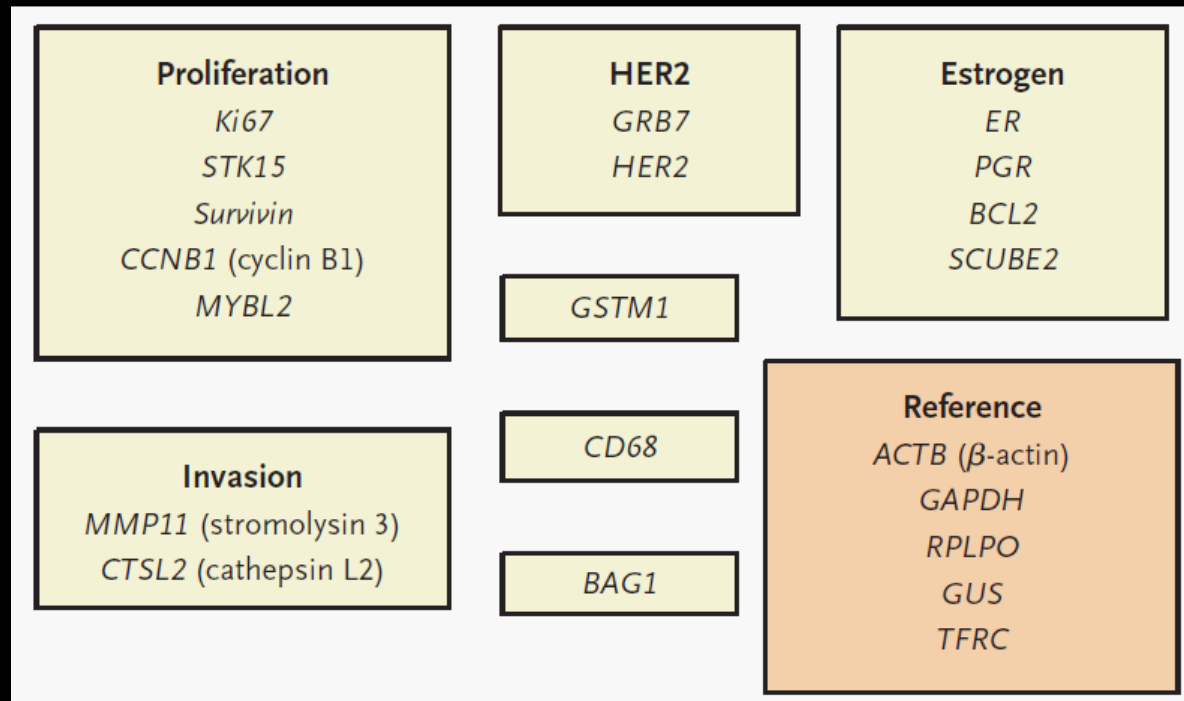 Proliferation
Ki67
STK15
Survivin
CCNB1 (cyclin B1)
MYBL2
HER2
GRB7
HER2
Estrogen
ER
PGR
BCL2
SCUBE2
GSTM1
CD68
BAG1
Invasion
MMP11 (stromolysin 3)
CTSL2 (cathepsin L2)
Reference
ACTB (β-actin)
GAPDH
RPLPO
GUS
TFRC